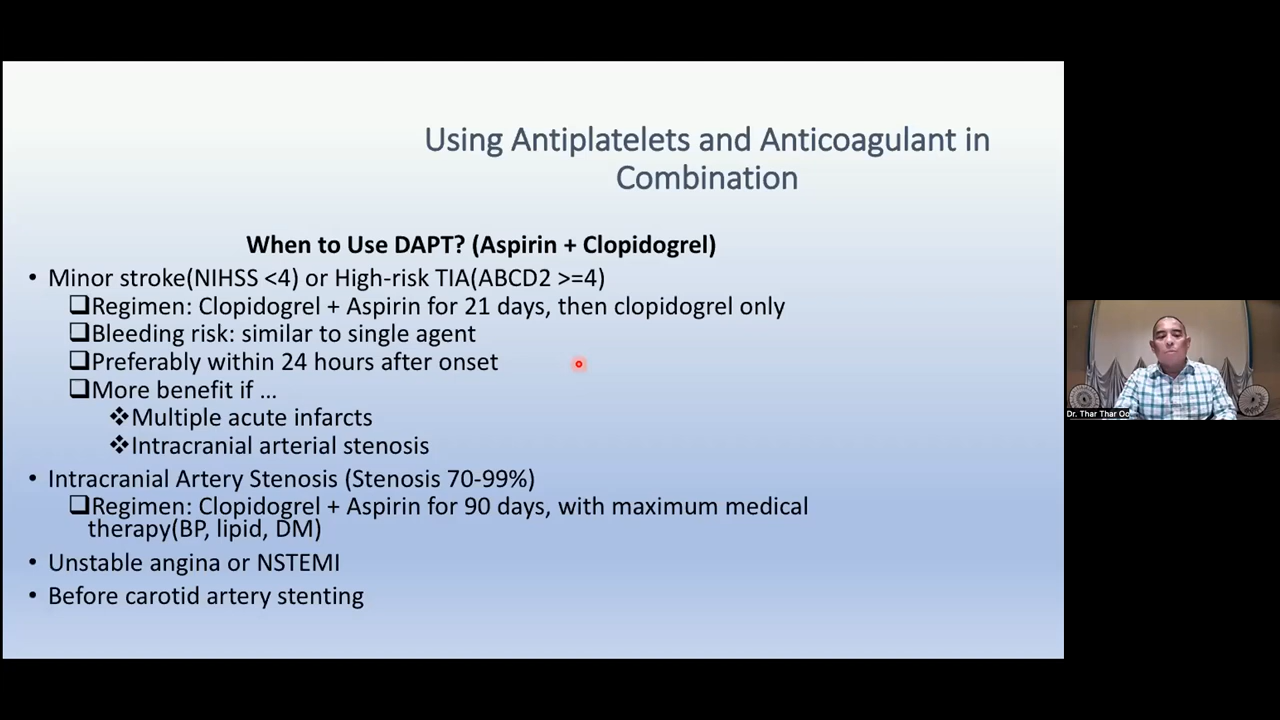 Using Antiplatelets and Anticoagulant in
Combination
When to Use DAPT? (Aspirin + Clopidogrel)
• Minor stroke(NIHSS <4) or High-risk TIA(ABCD2 >=4)
❑Regimen: Clopidogrel + Aspirin for 21 days, then clopidogrel only
❑Bleeding risk: similar to single agent
❑Preferably within 24 hours after onset
❑More benefit if ...
❖Multiple acute infarcts
❖Intracranial arterial stenosis
• Intracranial Artery Stenosis (Stenosis 70-99%)
❑Regimen: Clopidogrel + Aspirin for 90 days, with maximum medical
therapy(BP, lipid, DM)
• Unstable angina or NSTEMI
• Before carotid artery stenting
Dr. Thar Thar Oo